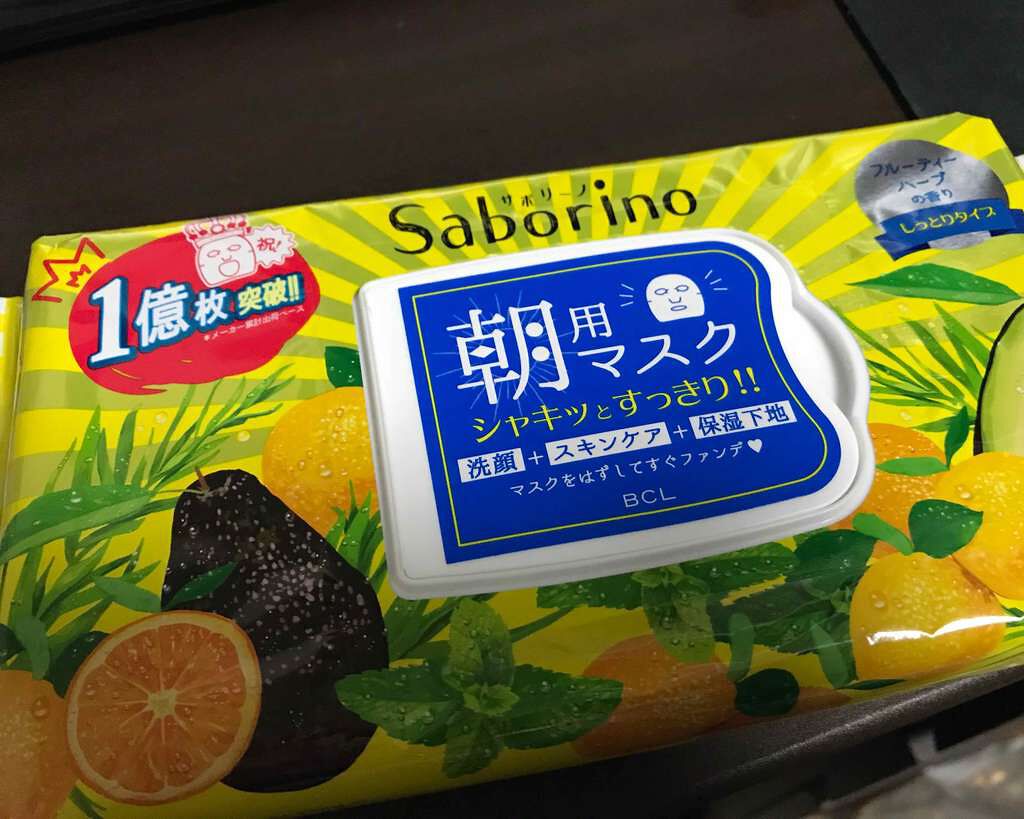 サボリーノ
Saborino
祝!
1億枚突破!!
*メーカー累計出荷ベース
フルーティー
ハーブ
の香り
しっとりタイプ
朝用マスク
シャキッとすっきり!!
洗顔+スキンケア+保湿下地
マスクをはずしてすぐファンデ♥
BCL